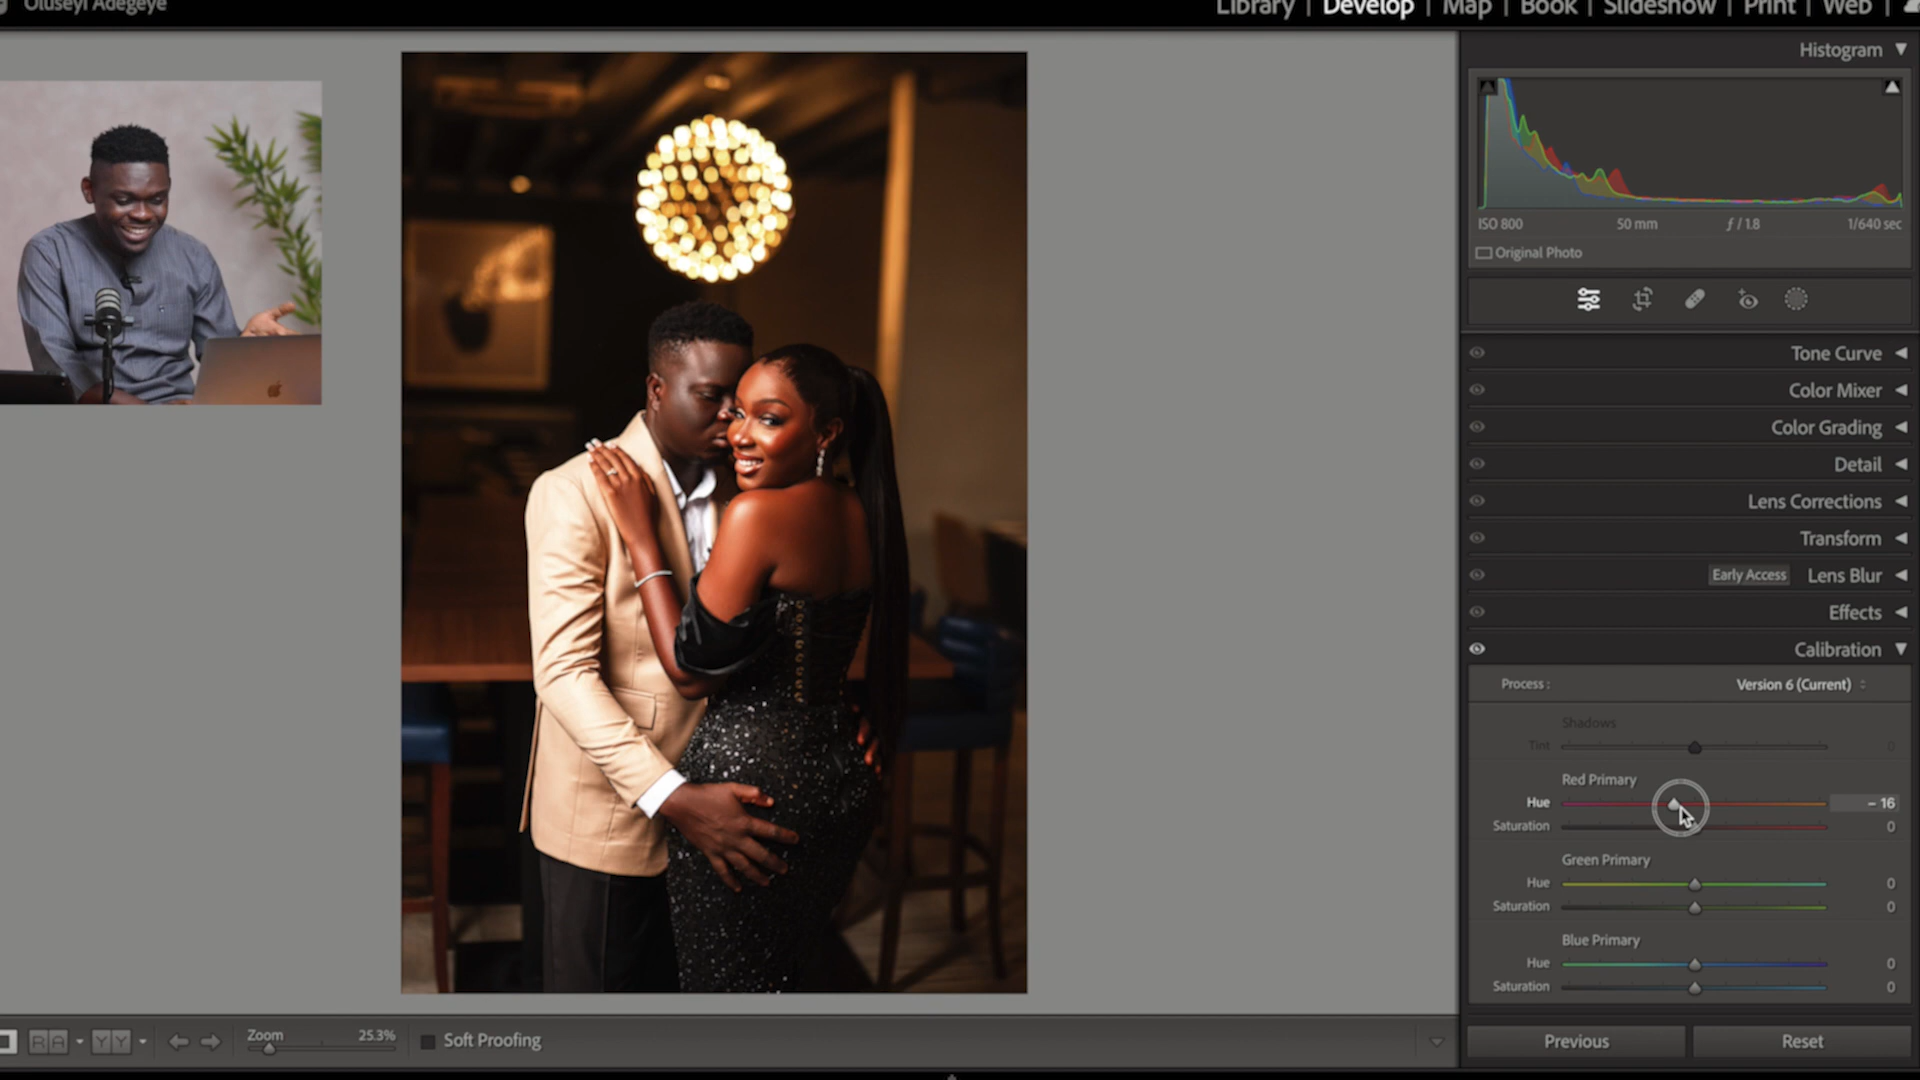 Oluseyi Adegeye
Library | Develop | Map | Book | Slideshow | Print | Web |
Histogram
ISO 800 50 mm ƒ / 1.8 1/640 sec
Original Photo
Tone Curve
Color Mixer
Color Grading
Detail
Lens Corrections
Transform
Early Access Lens Blur
Effects
Calibration
Process : Version 6 (Current)
Shadows
Tint 0
Red Primary
Hue – 16
Saturation 0
Green Primary
Hue 0
Saturation 0
Blue Primary
Hue 0
Saturation 0
R A Y Y Zoom 25.3% Soft Proofing
Previous Reset